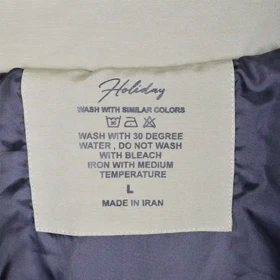 Holiday
WASH WITH SIMILAR COLORS
WASH WITH 30 DEGREE
WATER , DO NOT WASH
WITH BLEACH
IRON WITH MEDIUM
TEMPERATURE
L
MADE IN IRAN